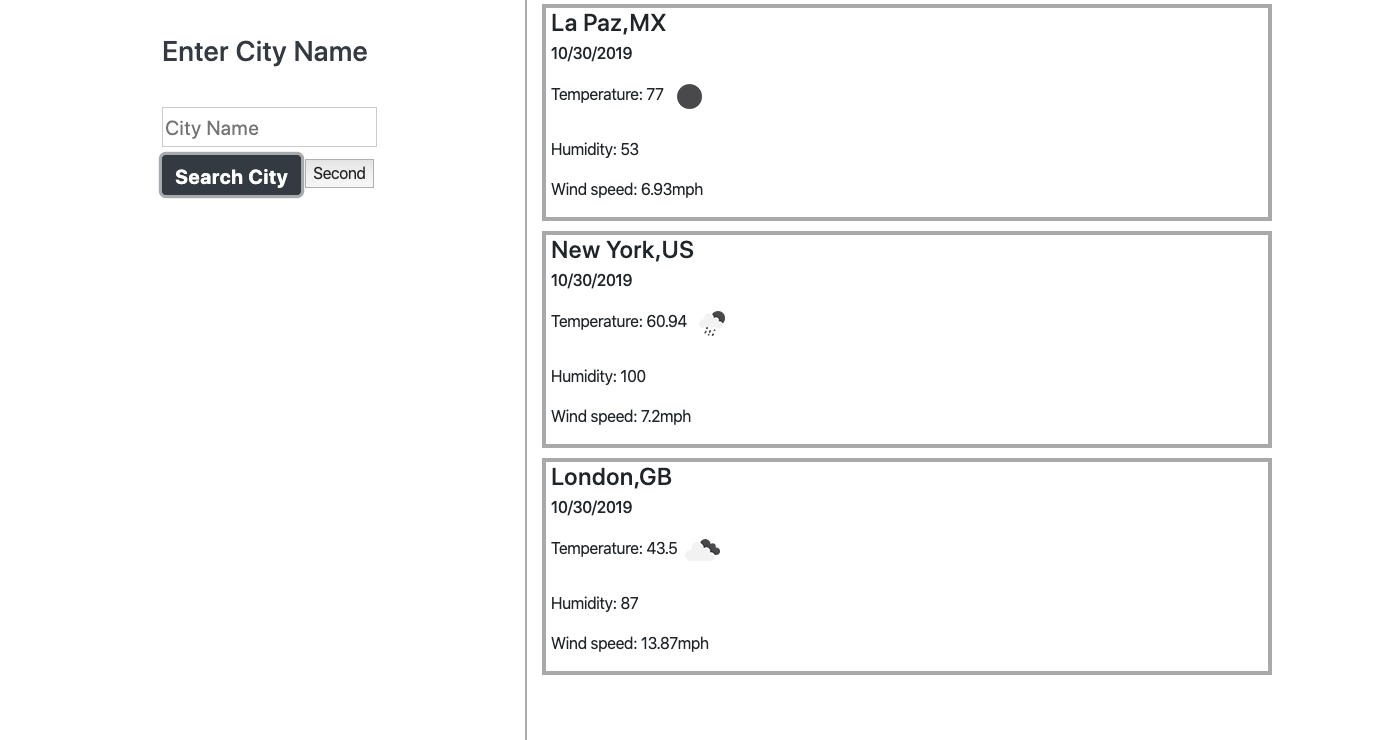 Enter City Name
City Name
Search City
Second
La Paz,MX
10/30/2019
Temperature: 77
Humidity: 53
Wind speed: 6.93mph
New York,US
10/30/2019
Temperature: 60.94
Humidity: 100
Wind speed: 7.2mph
London,GB
10/30/2019
Temperature: 43.5
Humidity: 87
Wind speed: 13.87mph